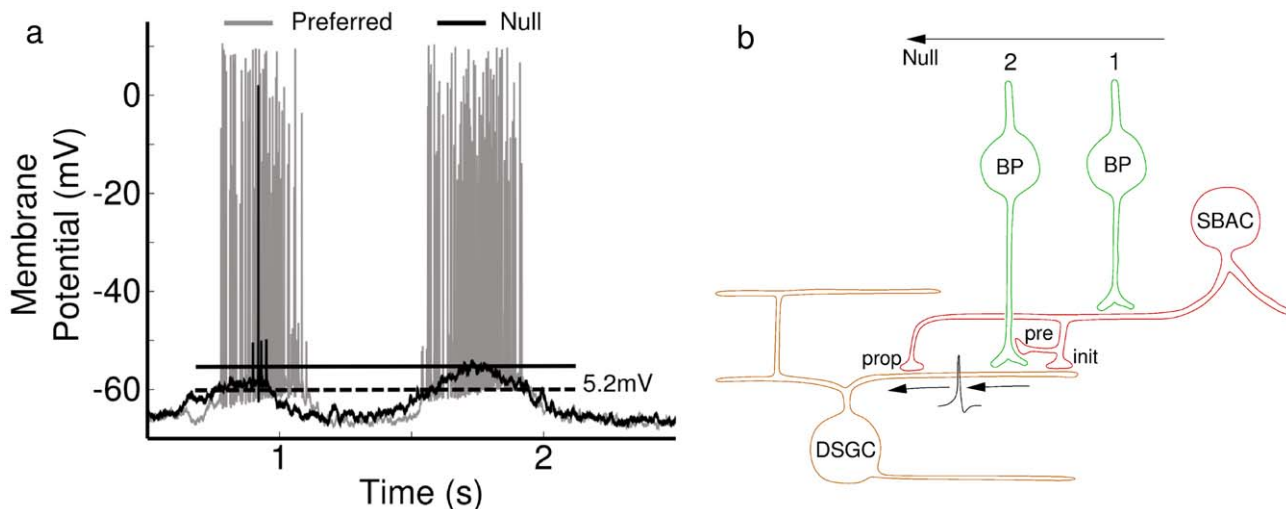 a
Preferred
Null
Membrane
Potential (mV)
0
-20
-40
-60
5.2mV
1
2
Time (s)
b
Null
2
1
BP
BP
SBAC
pre
prop
init
DSGC